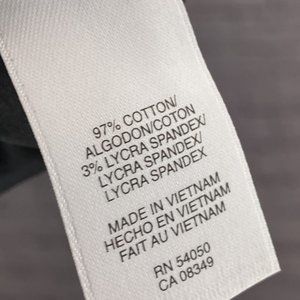 97% COTTON/
ALGODON/COTON
3% LYCRA SPANDEX/
LYCRA SPANDEX/
LYCRA SPANDEX
MADE IN VIETNAM
HECHO EN VIETNAM
FAIT AU VIETNAM
RN 54050
CA 08349